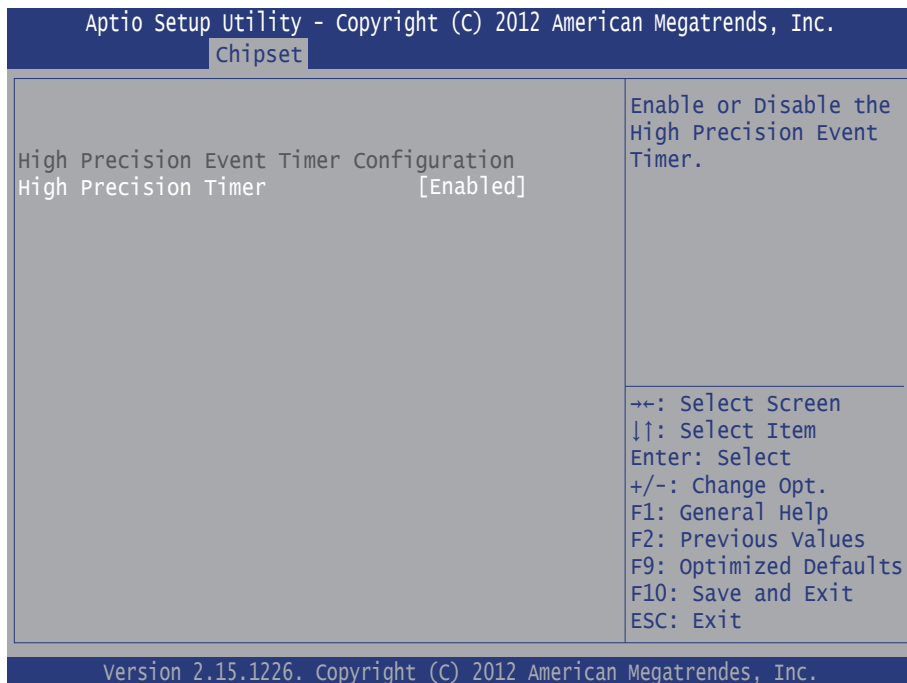 Aptio Setup Utility - Copyright (C) 2012 American Megatrends, Inc.
Chipset
High Precision Event Timer Configuration
High Precision Timer [Enabled]
Enable or Disable the
High Precision Event
Timer.
→←: Select Screen
↓↑: Select Item
Enter: Select
+/-: Change Opt.
F1: General Help
F2: Previous Values
F9: Optimized Defaults
F10: Save and Exit
ESC: Exit
Version 2.15.1226. Copyright (C) 2012 American Megatrendes, Inc.